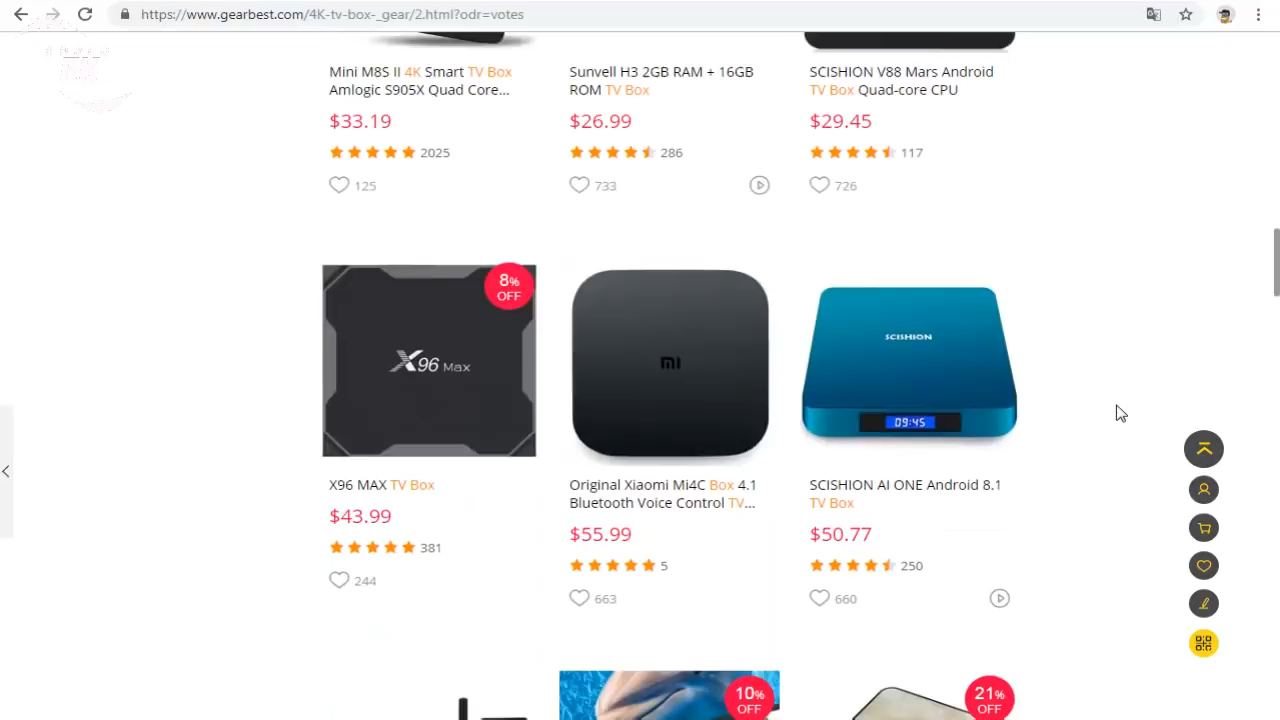 https://www.gearbest.com/4K-tv-box-_gear/2.html?odr=votes
Mini M8S II 4K Smart TV Box
Amlogic S905X Quad Core...
$33.19
2025
125
Sunvell H3 2GB RAM + 16GB
ROM TV Box
$26.99
286
733
SCISHION V88 Mars Android
TV Box Quad-core CPU
$29.45
117
726
8%
OFF
X96 Max
X96 MAX TV Box
$43.99
381
244
mi
Original Xiaomi Mi4C Box 4.1
Bluetooth Voice Control TV...
$55.99
5
663
SCISHION
09:45
SCISHION AI ONE Android 8.1
TV Box
$50.77
250
660
10%
OFF
21%
OFF